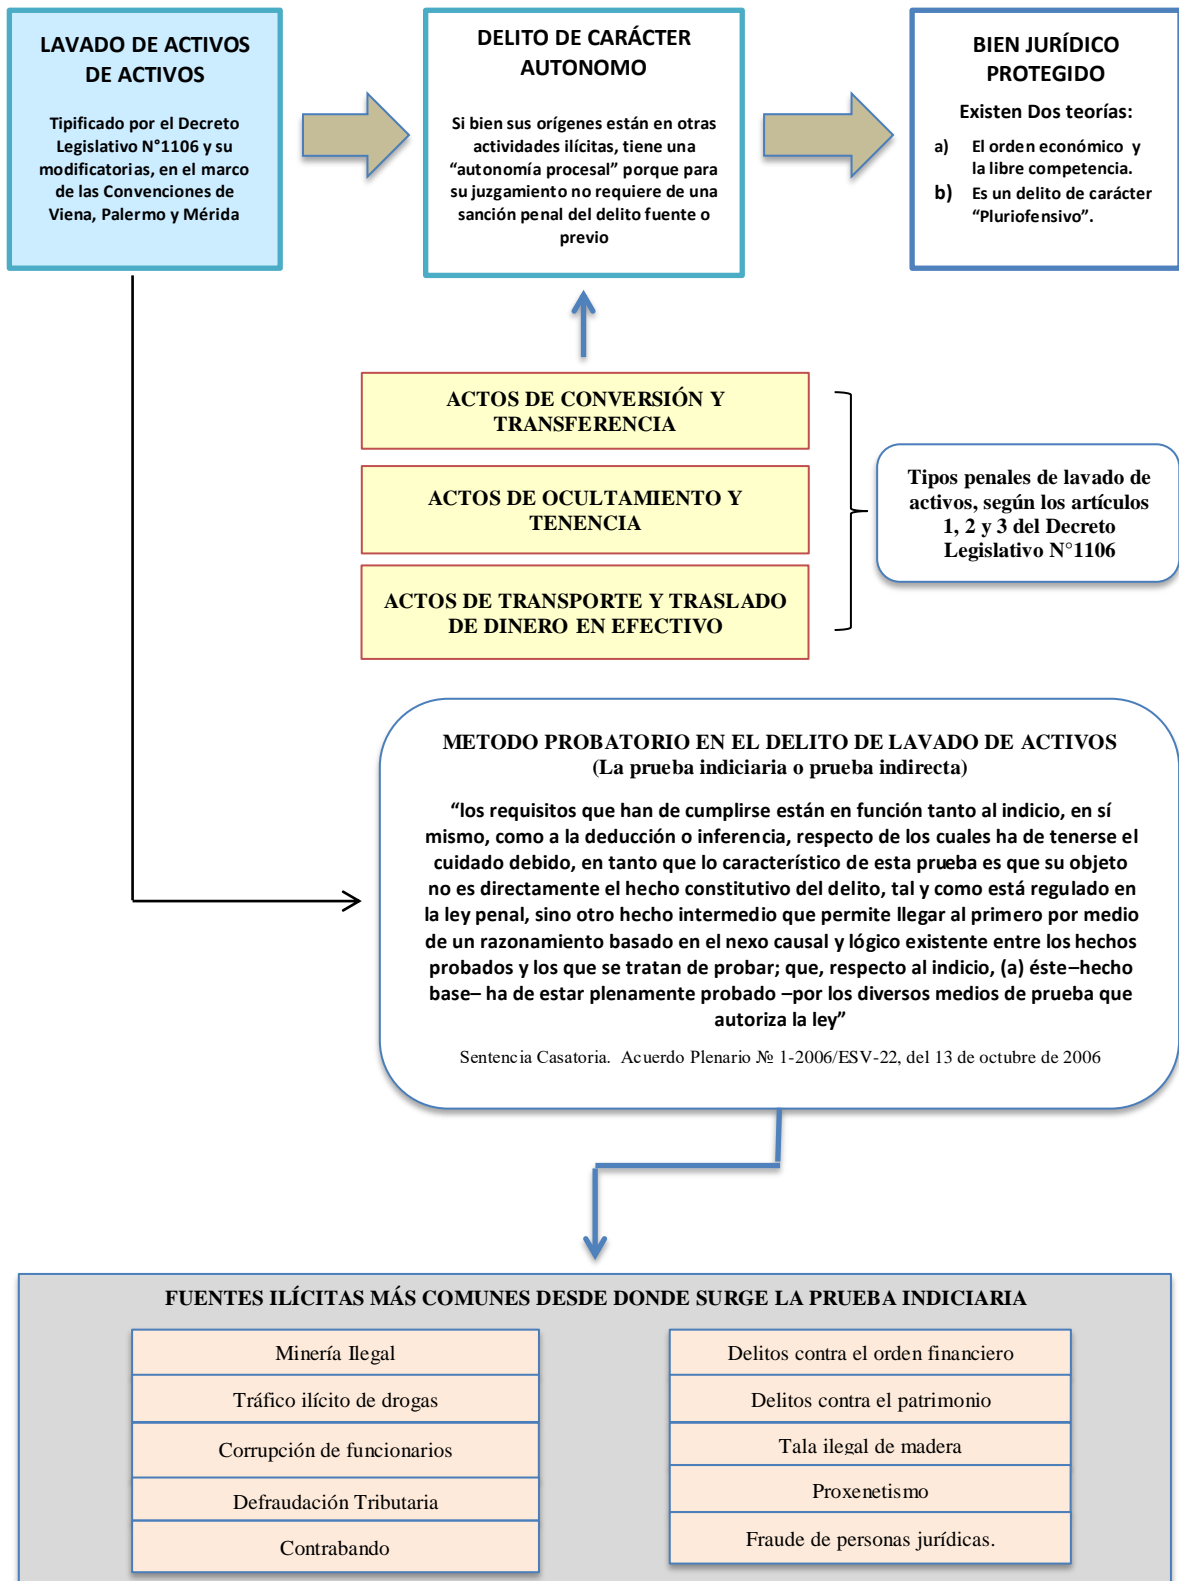 LAVADO DE ACTIVOS
DE ACTIVOS
Tipificado por el Decreto
Legislativo N°1106 y su
modificatorias, en el marco
de las Convenciones de
Viena, Palermo y Mérida
DELITO DE CARÁCTER
AUTONOMO
Si bien sus orígenes están en otras
actividades ilícitas, tiene una
“autonomía procesal” porque para
su juzgamiento no requiere de una
sanción penal del delito fuente o
previo
BIEN JURÍDICO
PROTEGIDO
Existen Dos teorías:
a) El orden económico y
la libre competencia.
b) Es un delito de carácter
“Pluriofensivo”.
ACTOS DE CONVERSIÓN Y
TRANSFERENCIA
ACTOS DE OCULTAMIENTO Y
TENENCIA
ACTOS DE TRANSPORTE Y TRASLADO
DE DINERO EN EFECTIVO
Tipos penales de lavado de
activos, según los artículos
1, 2 y 3 del Decreto
Legislativo N°1106
METODO PROBATORIO EN EL DELITO DE LAVADO DE ACTIVOS
(La prueba indiciaria o prueba indirecta)
“los requisitos que han de cumplirse están en función tanto al indicio, en sí
mismo, como a la deducción o inferencia, respecto de los cuales ha de tenerse el
cuidado debido, en tanto que lo característico de esta prueba es que su objeto
no es directamente el hecho constitutivo del delito, tal y como está regulado en
la ley penal, sino otro hecho intermedio que permite llegar al primero por medio
de un razonamiento basado en el nexo causal y lógico existente entre los hechos
probados y los que se tratan de probar; que, respecto al indicio, (a) éste–hecho
base– ha de estar plenamente probado –por los diversos medios de prueba que
autoriza la ley”
Sentencia Casatoria. Acuerdo Plenario № 1-2006/ESV-22, del 13 de octubre de 2006
FUENTES ILÍCITAS MÁS COMUNES DESDE DONDE SURGE LA PRUEBA INDICIARIA
Minería Ilegal
Tráfico ilícito de drogas
Corrupción de funcionarios
Defraudación Tributaria
Contrabando
Delitos contra el orden financiero
Delitos contra el patrimonio
Tala ilegal de madera
Proxenetismo
Fraude de personas jurídicas.